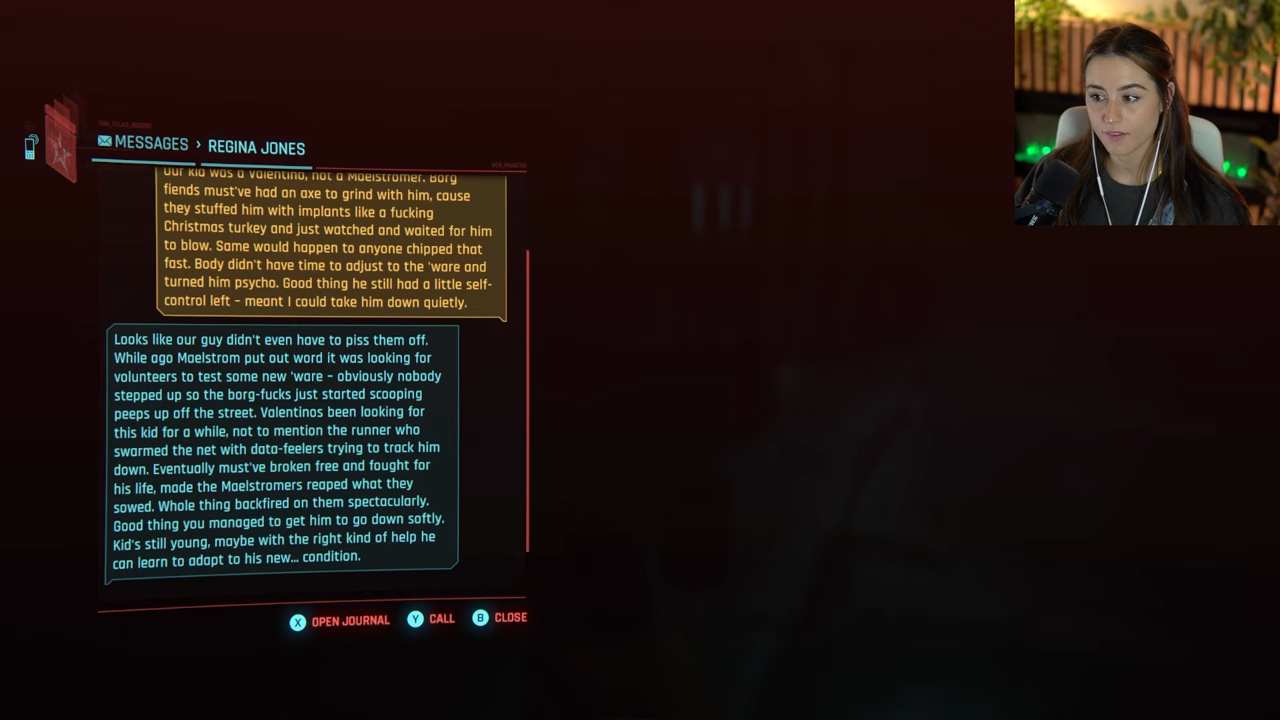 MESSAGES › REGINA JONES
Our kid was a Valentino, not a Maelstromer. Borg
fiends must've had an axe to grind with him, cause
they stuffed him with implants like a fucking
Christmas turkey and just watched and waited for him
to blow. Same would happen to anyone chipped that
fast. Body didn't have time to adjust to the 'ware and
turned him psycho. Good thing he still had a little self-
control left – meant I could take him down quietly.
Looks like our guy didn't even have to piss them off.
While ago Maelstrom put out word it was looking for
volunteers to test some new 'ware – obviously nobody
stepped up so the borg-fucks just started scooping
peeps up off the street. Valentinos been looking for
this kid for a while, not to mention the runner who
swarmed the net with data-feelers trying to track him
down. Eventually must've broken free and fought for
his life, made the Maelstromers reaped what they
sowed. Whole thing backfired on them spectacularly.
Good thing you managed to get him to go down softly.
Kid's still young, maybe with the right kind of help he
can learn to adapt to his new... condition.
X OPEN JOURNAL Y CALL B CLOSE